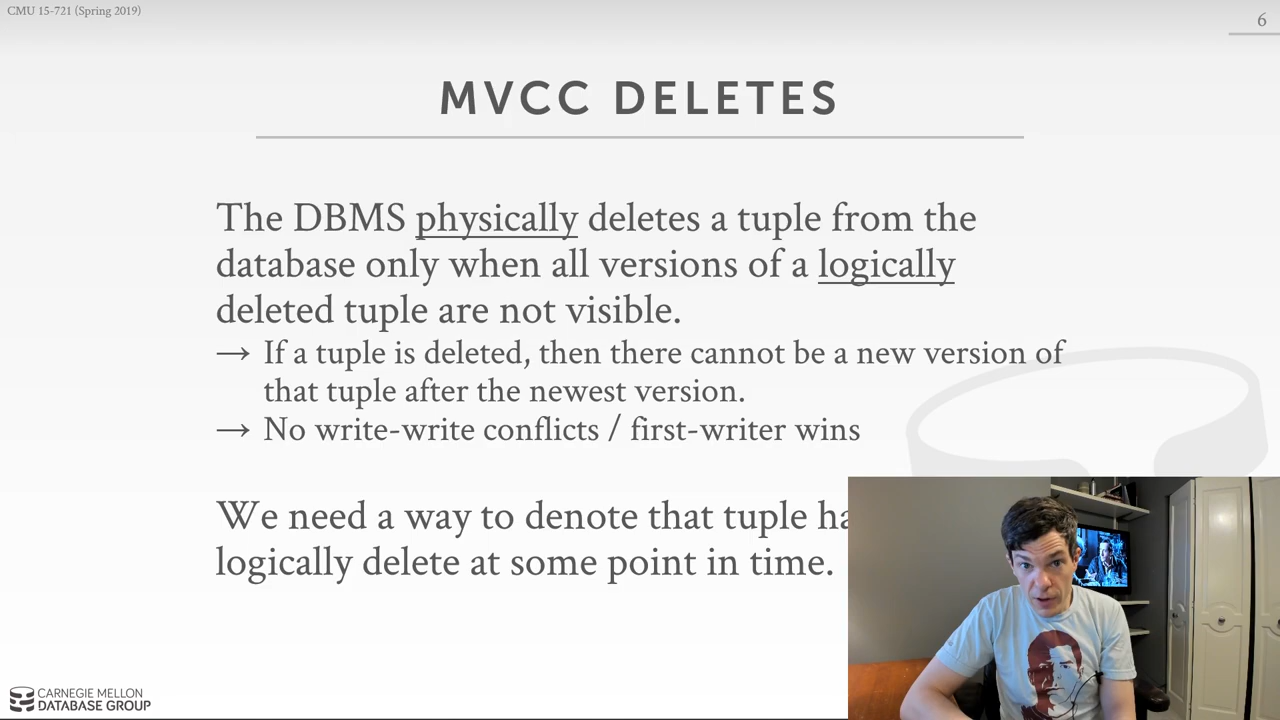 CMU 15-721 (Spring 2019)
6
MVCC DELETES
The DBMS physically deletes a tuple from the
database only when all versions of a logically
deleted tuple are not visible.
→ If a tuple is deleted, then there cannot be a new version of
that tuple after the newest version.
→ No write-write conflicts / first-writer wins
We need a way to denote that tuple ha
logically delete at some point in time.
CARNEGIE MELLON
DATABASE GROUP